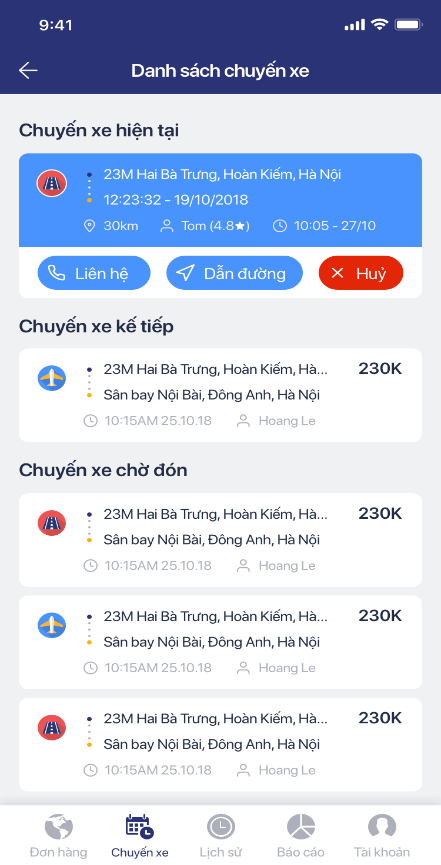 9:41
Danh sách chuyến xe
Chuyến xe hiện tại
23M Hai Bà Trưng, Hoàn Kiếm, Hà Nội
12:23:32 - 19/10/2018
30km Tom (4.8★) 10:05 - 27/10
Liên hệ Dẫn đường Huỷ
Chuyến xe kế tiếp
23M Hai Bà Trưng, Hoàn Kiếm, Hà... 230K
Sân bay Nội Bài, Đông Anh, Hà Nội
10:15AM 25.10.18 Hoang Le
Chuyến xe chờ đón
23M Hai Bà Trưng, Hoàn Kiếm, Hà... 230K
Sân bay Nội Bài, Đông Anh, Hà Nội
10:15AM 25.10.18 Hoang Le
23M Hai Bà Trưng, Hoàn Kiếm, Hà... 230K
Sân bay Nội Bài, Đông Anh, Hà Nội
10:15AM 25.10.18 Hoang Le
23M Hai Bà Trưng, Hoàn Kiếm, Hà... 230K
Sân bay Nội Bài, Đông Anh, Hà Nội
10:15AM 25.10.18 Hoang Le
Đơn hàng Chuyến xe Lịch sử Báo cáo Tài khoản